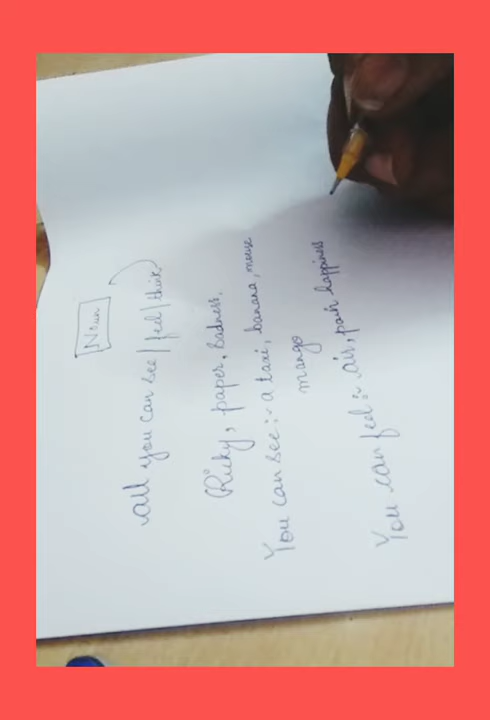 Noun
all you can see/feel/think
Ricky, paper, sadness,
You can see :- a taxi, banana, mouse
mango
You can feel :- air, pain happiness